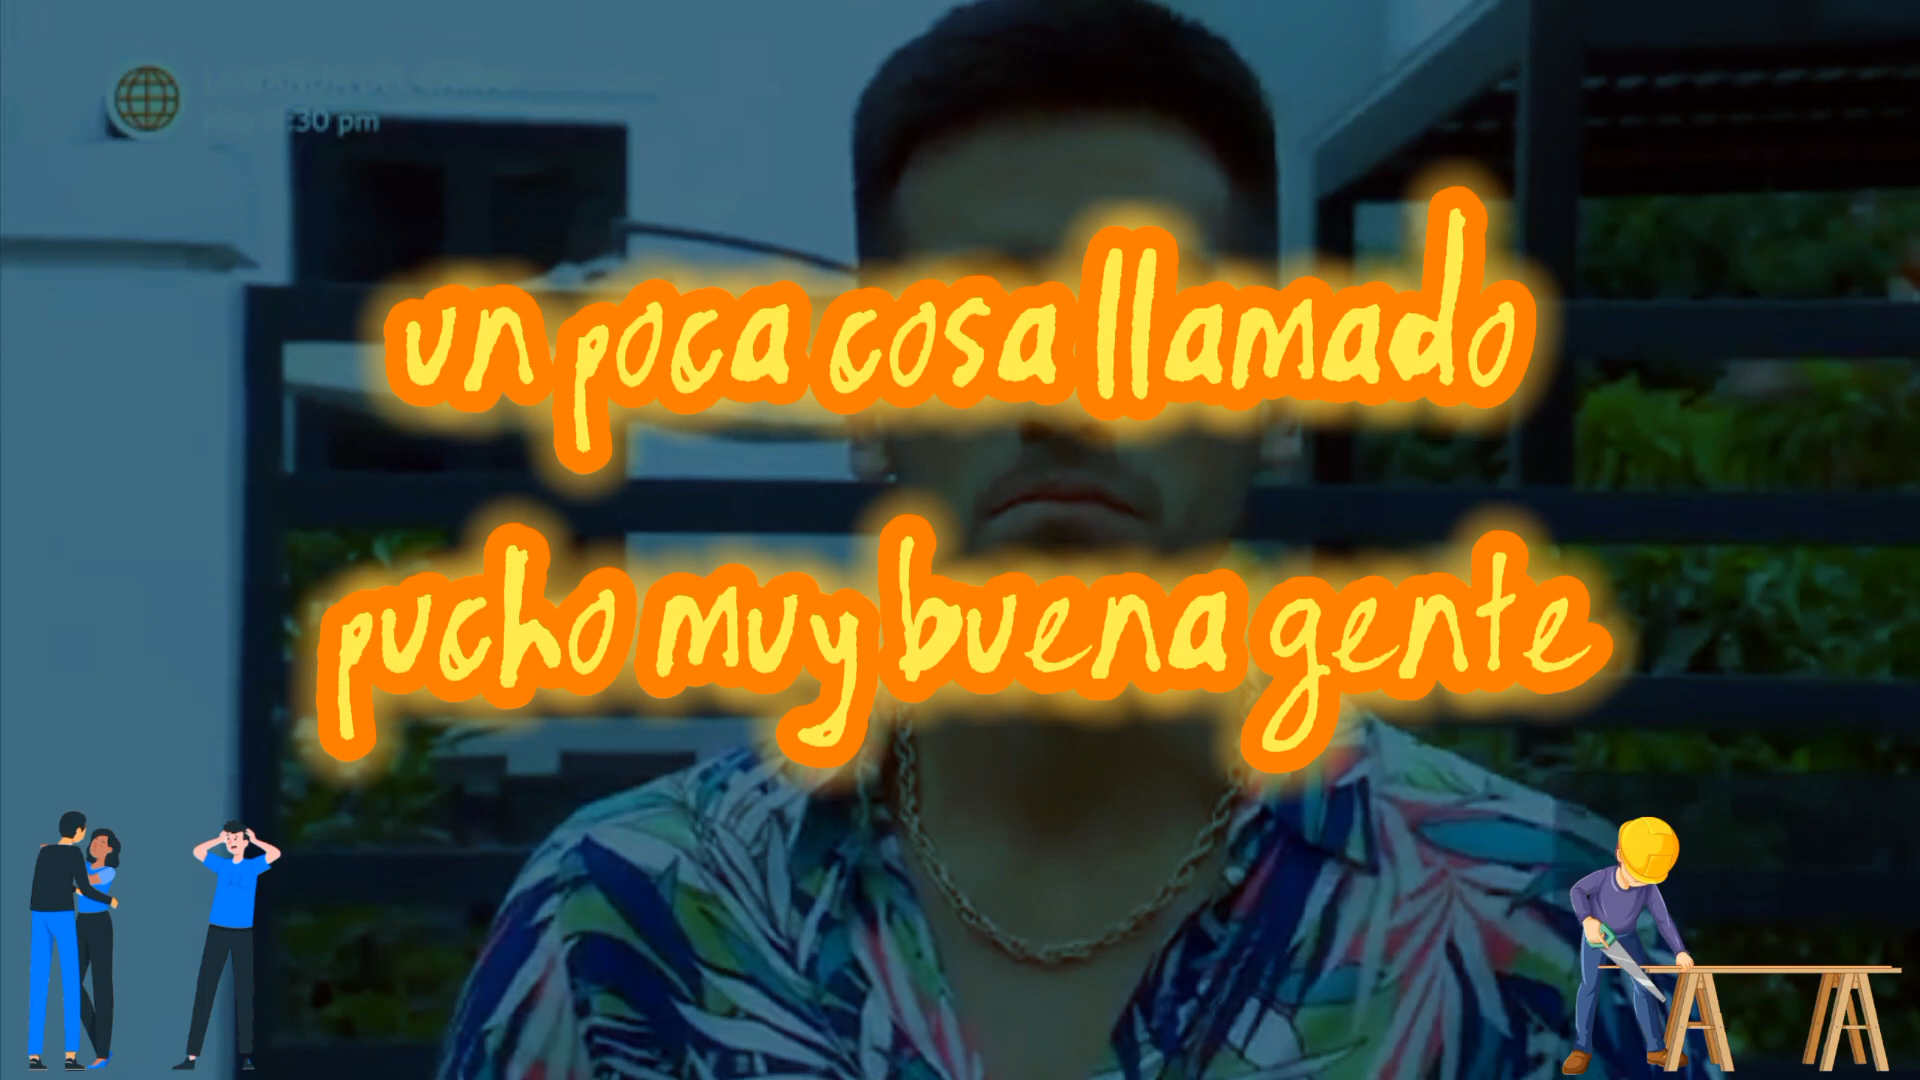 :30 pm
un poca cosa llamado
pucho muy buena gente